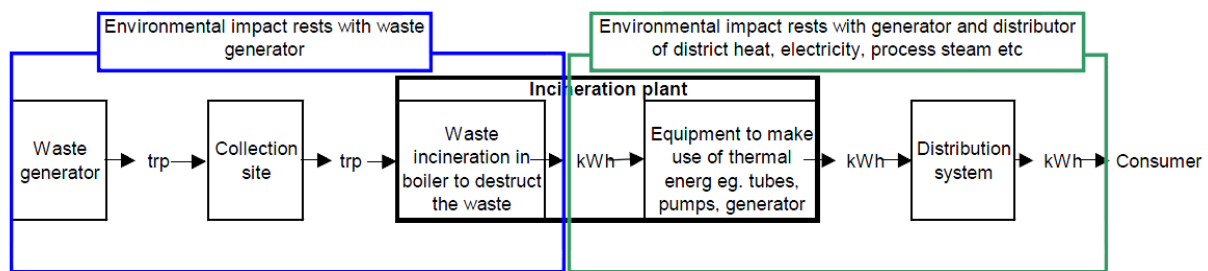 Environmental impact rests with waste
generator
Environmental impact rests with generator and distributor
of district heat, electricity, process steam etc
Incineration plant
Waste
generator
trp
Collection
site
trp
Waste
incineration in
boiler to destruct
the waste
kWh
Equipment to make
use of thermal
energ eg. tubes,
pumps, generator
kWh
Distribution
system
kWh
Consumer